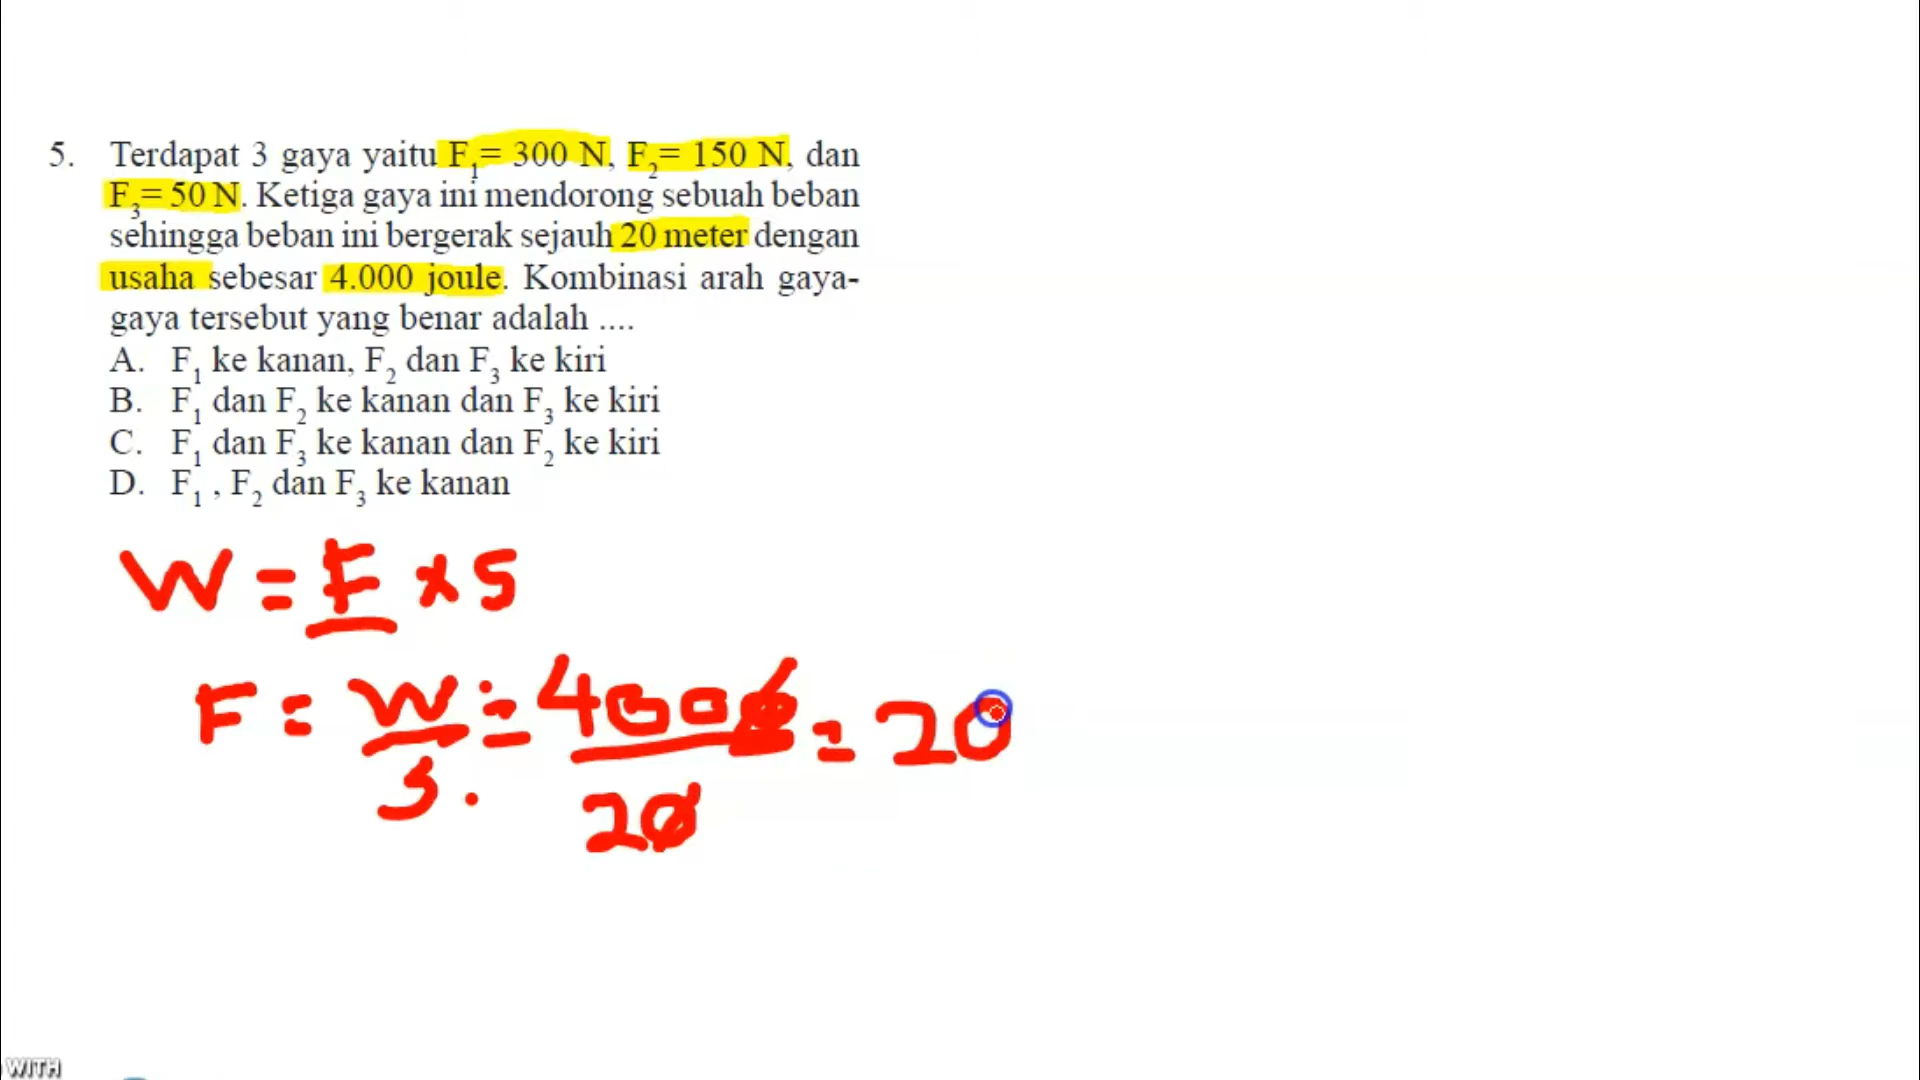 5. Terdapat 3 gaya yaitu F₁= 300 N, F₂= 150 N, dan
F₃= 50 N. Ketiga gaya ini mendorong sebuah beban
sehingga beban ini bergerak sejauh 20 meter dengan
usaha sebesar 4.000 joule. Kombinasi arah gaya-
gaya tersebut yang benar adalah ....
A. F₁ ke kanan, F₂ dan F₃ ke kiri
B. F₁ dan F₂ ke kanan dan F₃ ke kiri
C. F₁ dan F₃ ke kanan dan F₂ ke kiri
D. F₁ , F₂ dan F₃ ke kanan
W = F x s
F = W/s = 4000/20 = 20
WITH